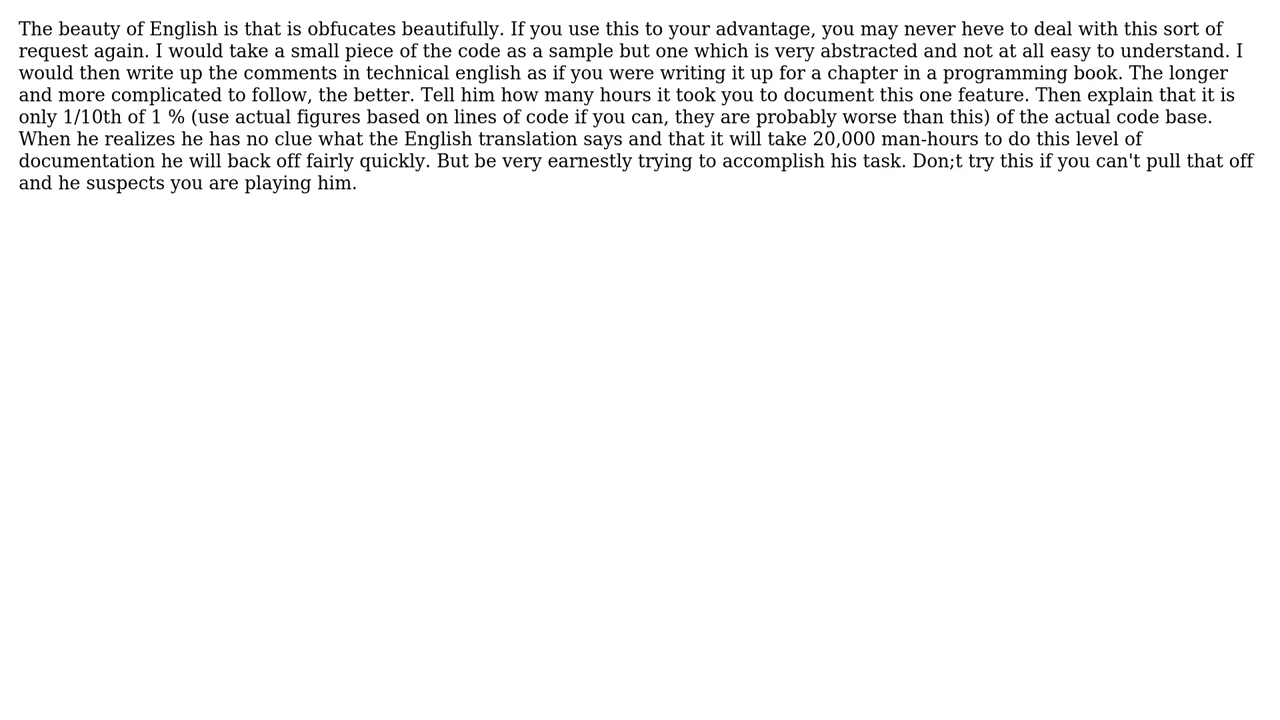 The beauty of English is that is obfucates beautifully. If you use this to your advantage, you may never heve to deal with this sort of
request again. I would take a small piece of the code as a sample but one which is very abstracted and not at all easy to understand. I
would then write up the comments in technical english as if you were writing it up for a chapter in a programming book. The longer
and more complicated to follow, the better. Tell him how many hours it took you to document this one feature. Then explain that it is
only 1/10th of 1 % (use actual figures based on lines of code if you can, they are probably worse than this) of the actual code base.
When he realizes he has no clue what the English translation says and that it will take 20,000 man-hours to do this level of
documentation he will back off fairly quickly. But be very earnestly trying to accomplish his task. Don;t try this if you can't pull that off
and he suspects you are playing him.